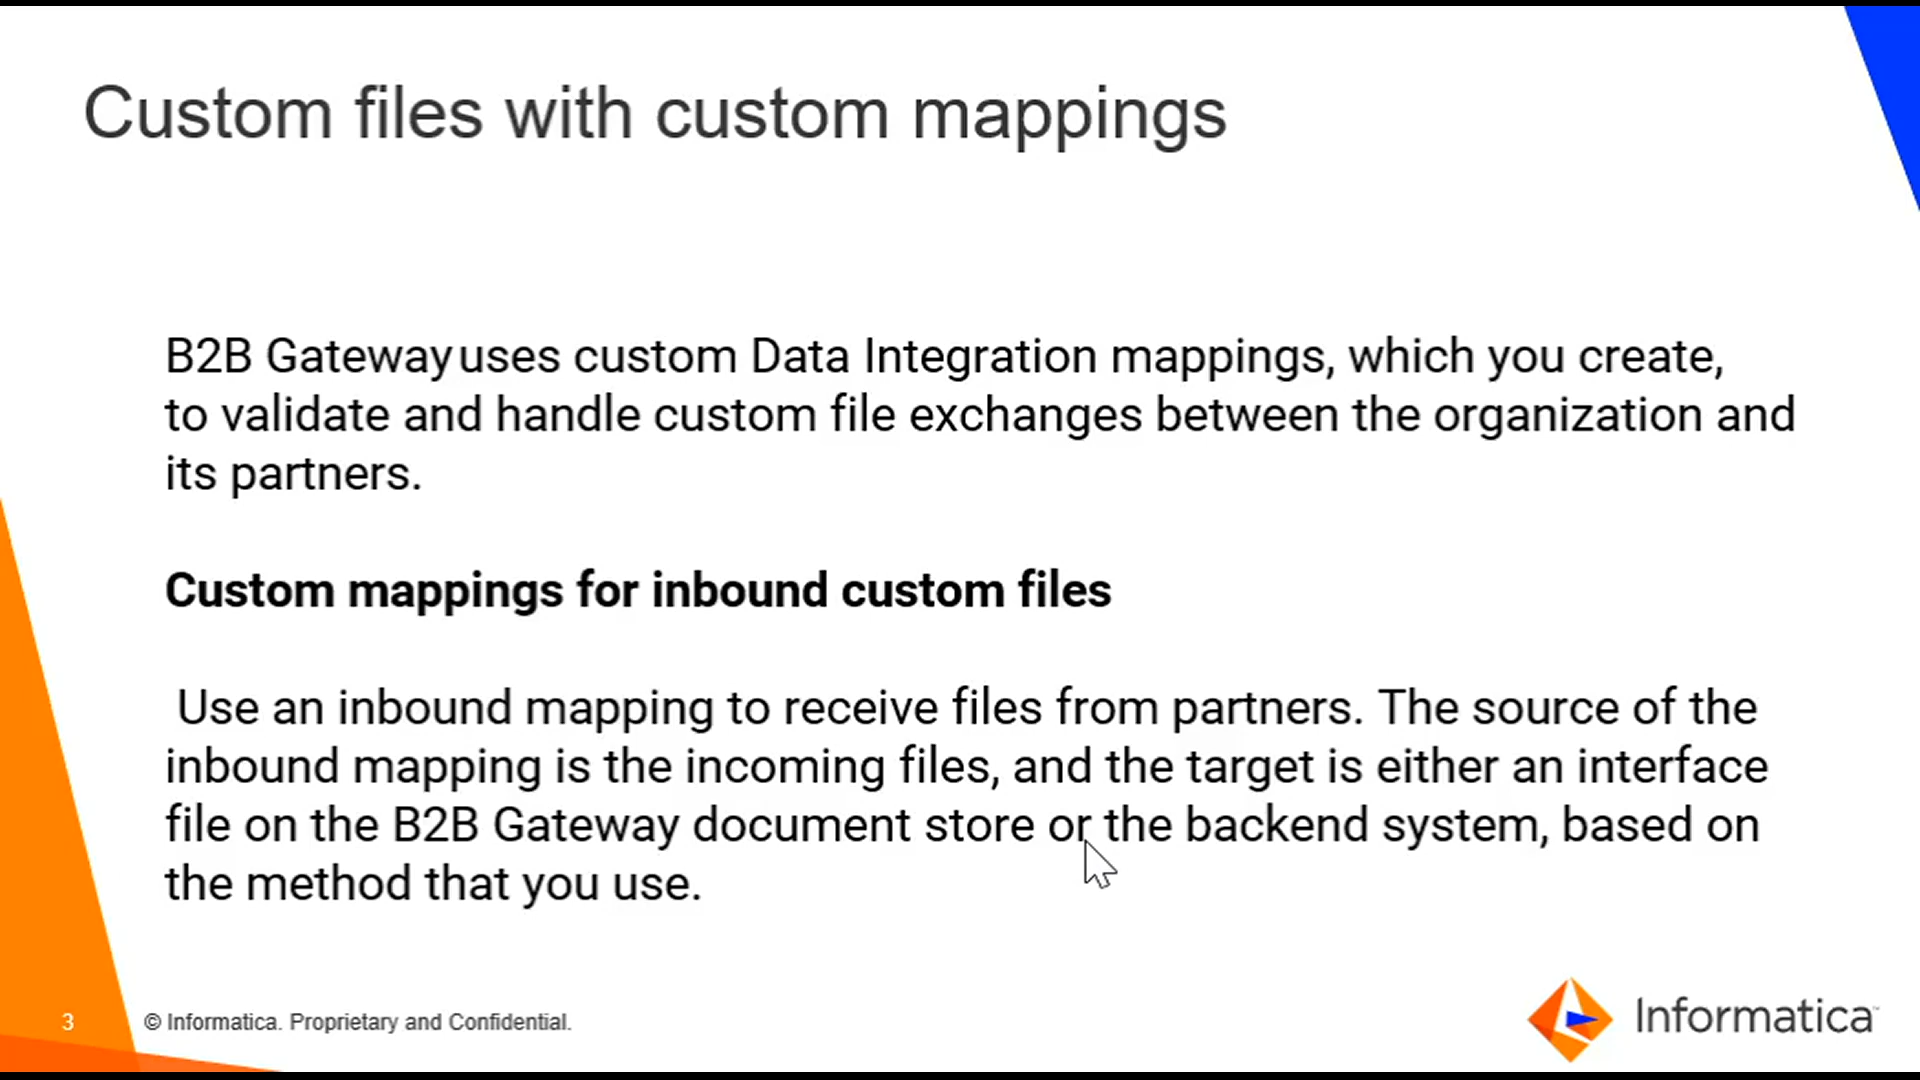 Custom files with custom mappings
B2B Gateway uses custom Data Integration mappings, which you create,
to validate and handle custom file exchanges between the organization and
its partners.
Custom mappings for inbound custom files
Use an inbound mapping to receive files from partners. The source of the
inbound mapping is the incoming files, and the target is either an interface
file on the B2B Gateway document store or the backend system, based on
the method that you use.
3
© Informatica. Proprietary and Confidential.
Informatica™